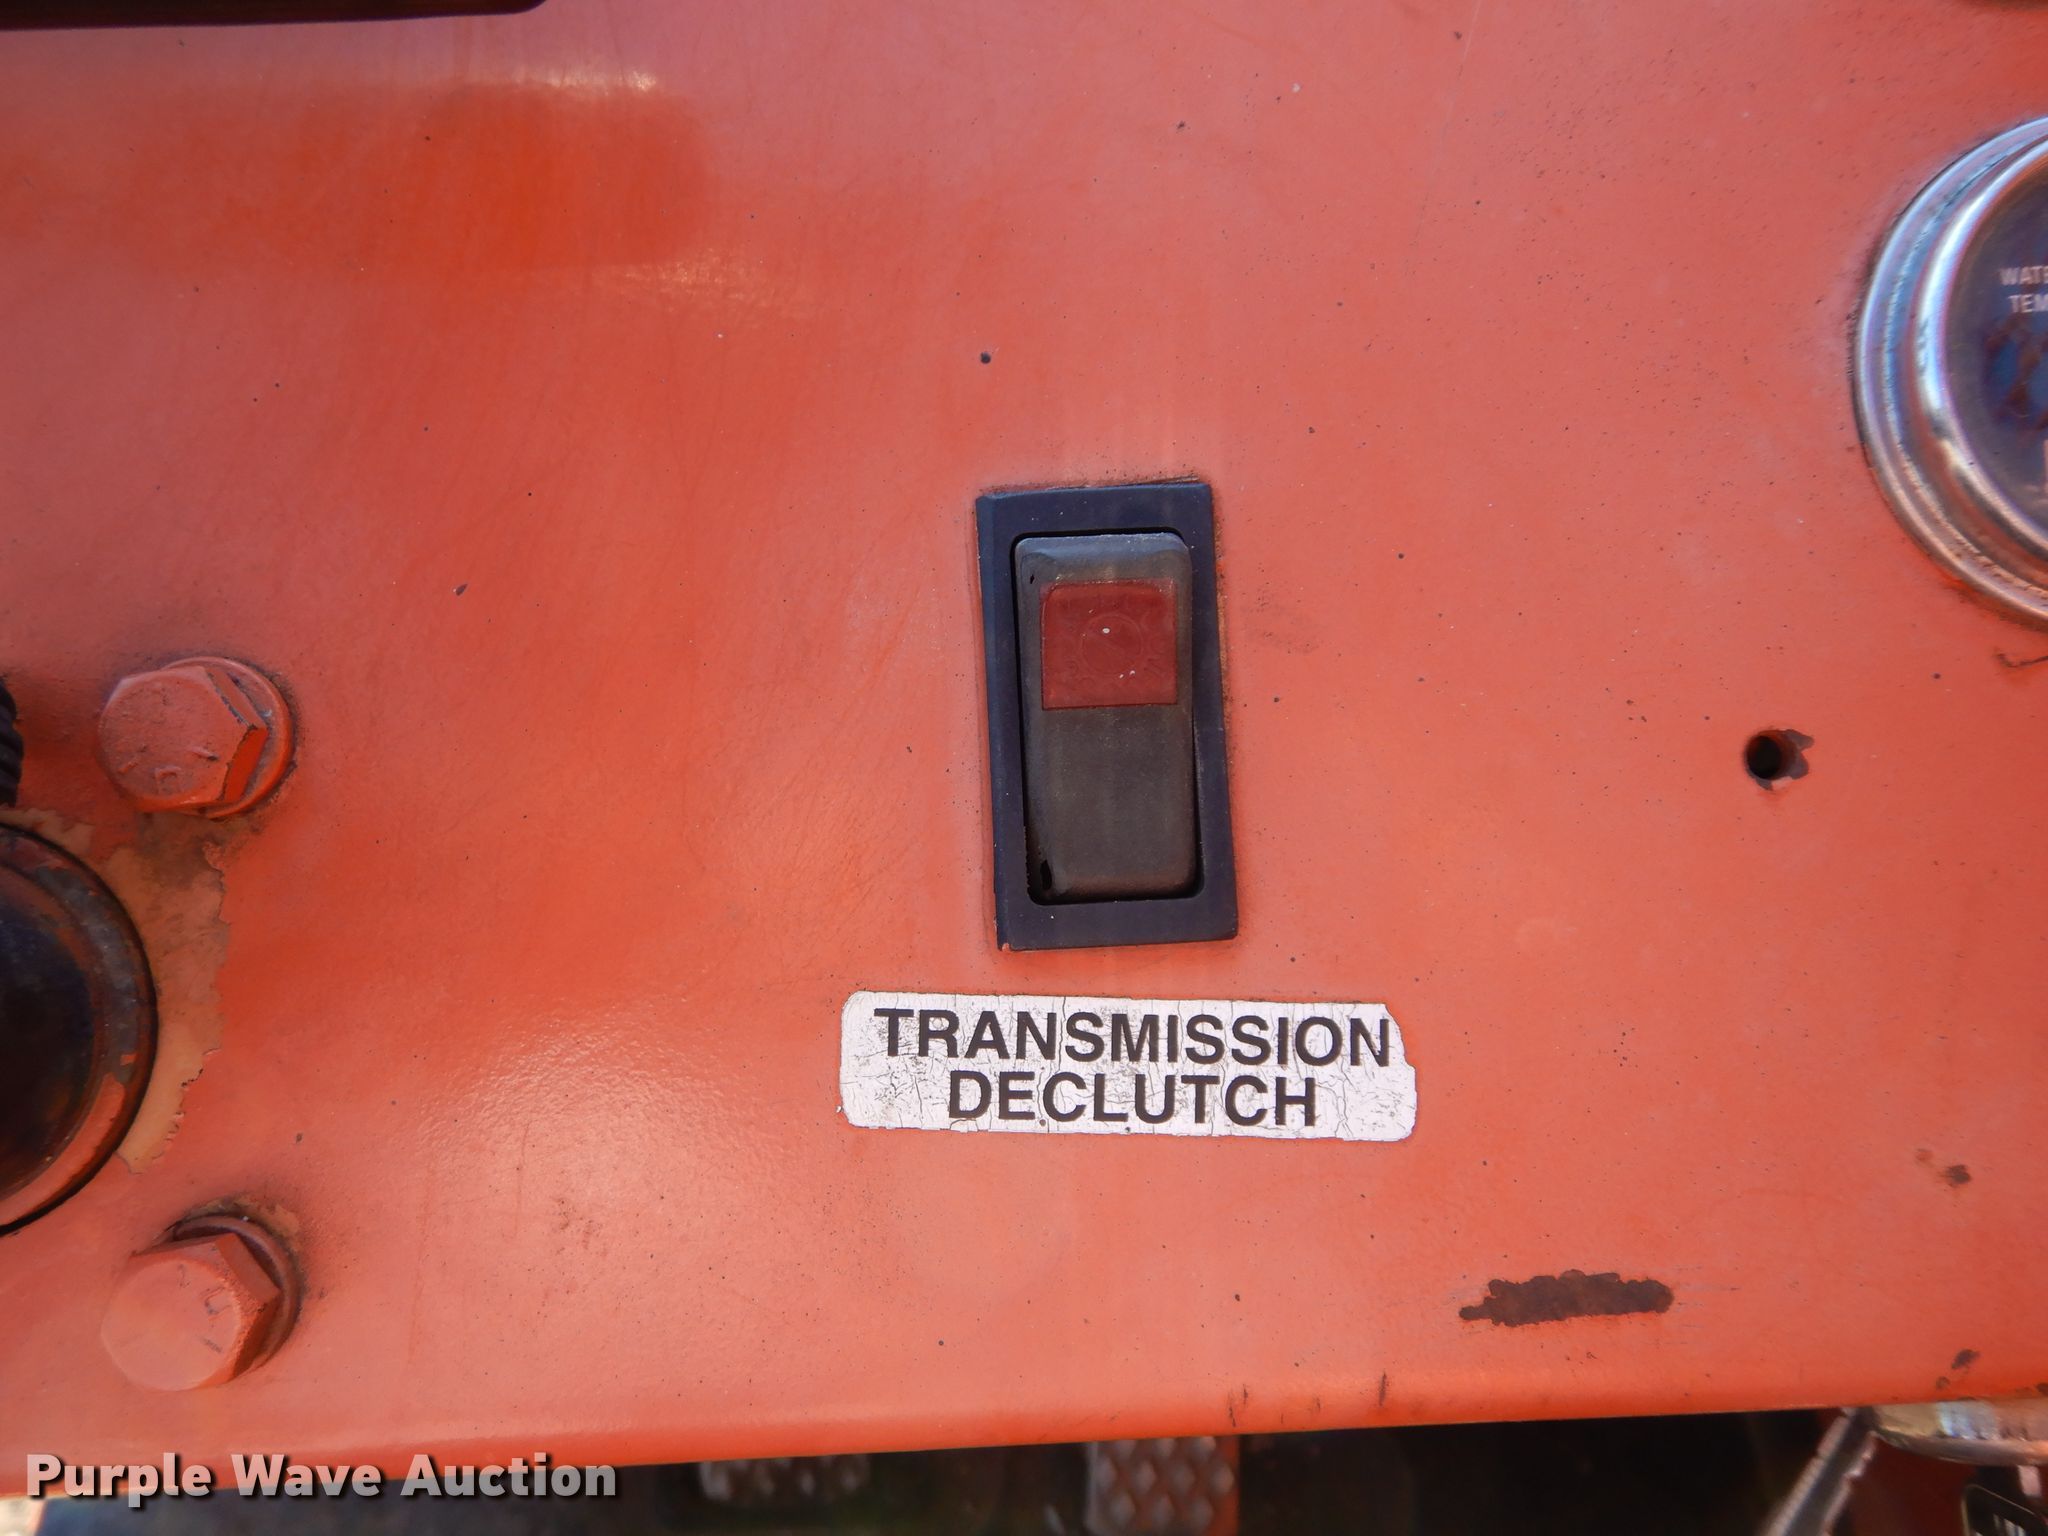 TRANSMISSION
DECLUTCH
Purple Wave Auction